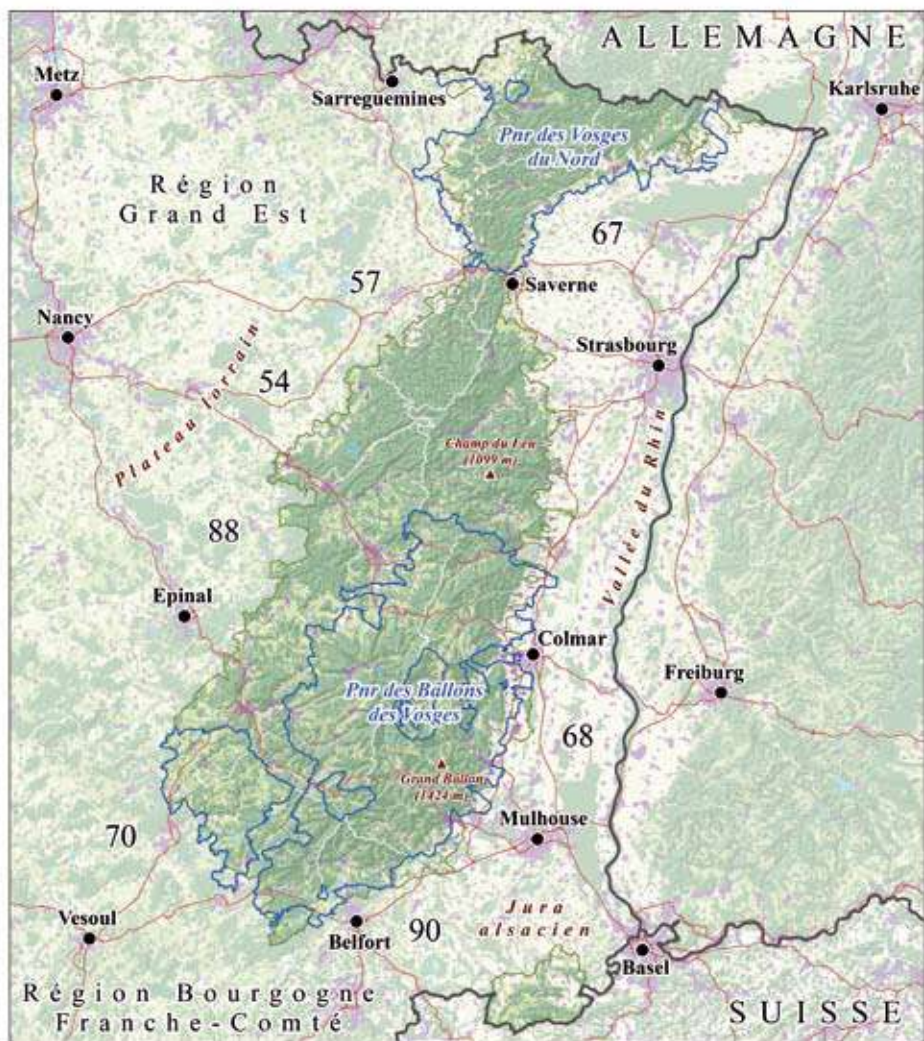 ALLEMAGNE
Metz
Sarreguemines
Karlsruhe
Pnr des Vosges
du Nord
Région
Grand Est
67
57
Saverne
Nancy
Strasbourg
Plateau lorrain
54
Champ du Feu
(1099 m)
Vallée du Rhin
88
Epinal
Colmar
Freiburg
Pnr des Ballons
des Vosges
68
Grand Ballon
(1424 m)
70
Mulhouse
Vesoul
Belfort
90
Jura
alsacien
Basel
Région Bourgogne
Franche-Comté
SUISSE